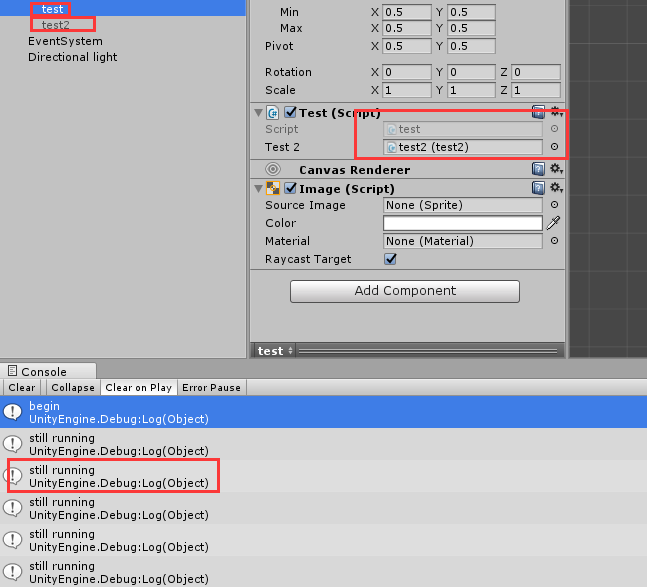 test
test2
EventSystem
Directional light
Min X 0.5 Y 0.5
Max X 0.5 Y 0.5
Pivot X 0.5 Y 0.5
Rotation X 0 Y 0 Z 0
Scale X 1 Y 1 Z 1
Test (Script)
Script test
Test 2 test2 (test2)
Canvas Renderer
Image (Script)
Source Image None (Sprite)
Color
Material None (Material)
Raycast Target
Add Component
test
Console
Clear Collapse Clear on Play Error Pause
begin
UnityEngine.Debug:Log(Object)
still running
UnityEngine.Debug:Log(Object)
still running
UnityEngine.Debug:Log(Object)
still running
UnityEngine.Debug:Log(Object)
still running
UnityEngine.Debug:Log(Object)
still running
UnityEngine.Debug:Log(Object)